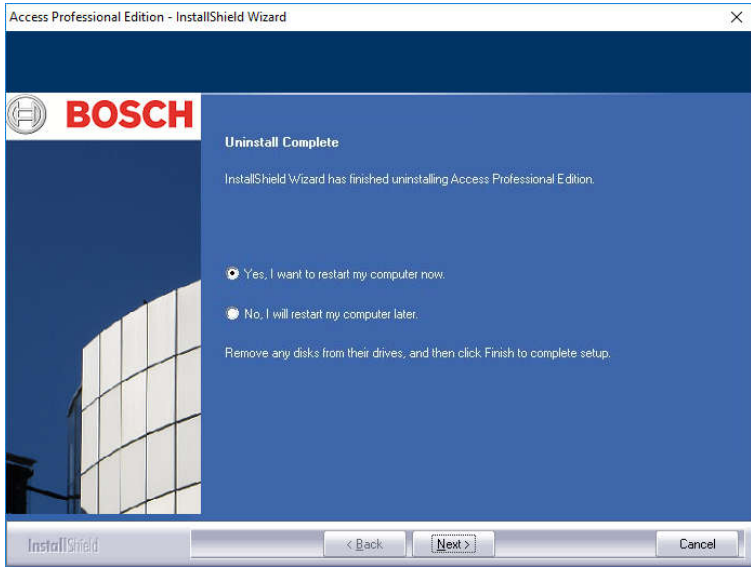 Access Professional Edition - InstallShield Wizard
BOSCH
Uninstall Complete
InstallShield Wizard has finished uninstalling Access Professional Edition.
Yes, I want to restart my computer now.
No, I will restart my computer later.
Remove any disks from their drives, and then click Finish to complete setup.
InstallShield
< Back
Next >
Cancel